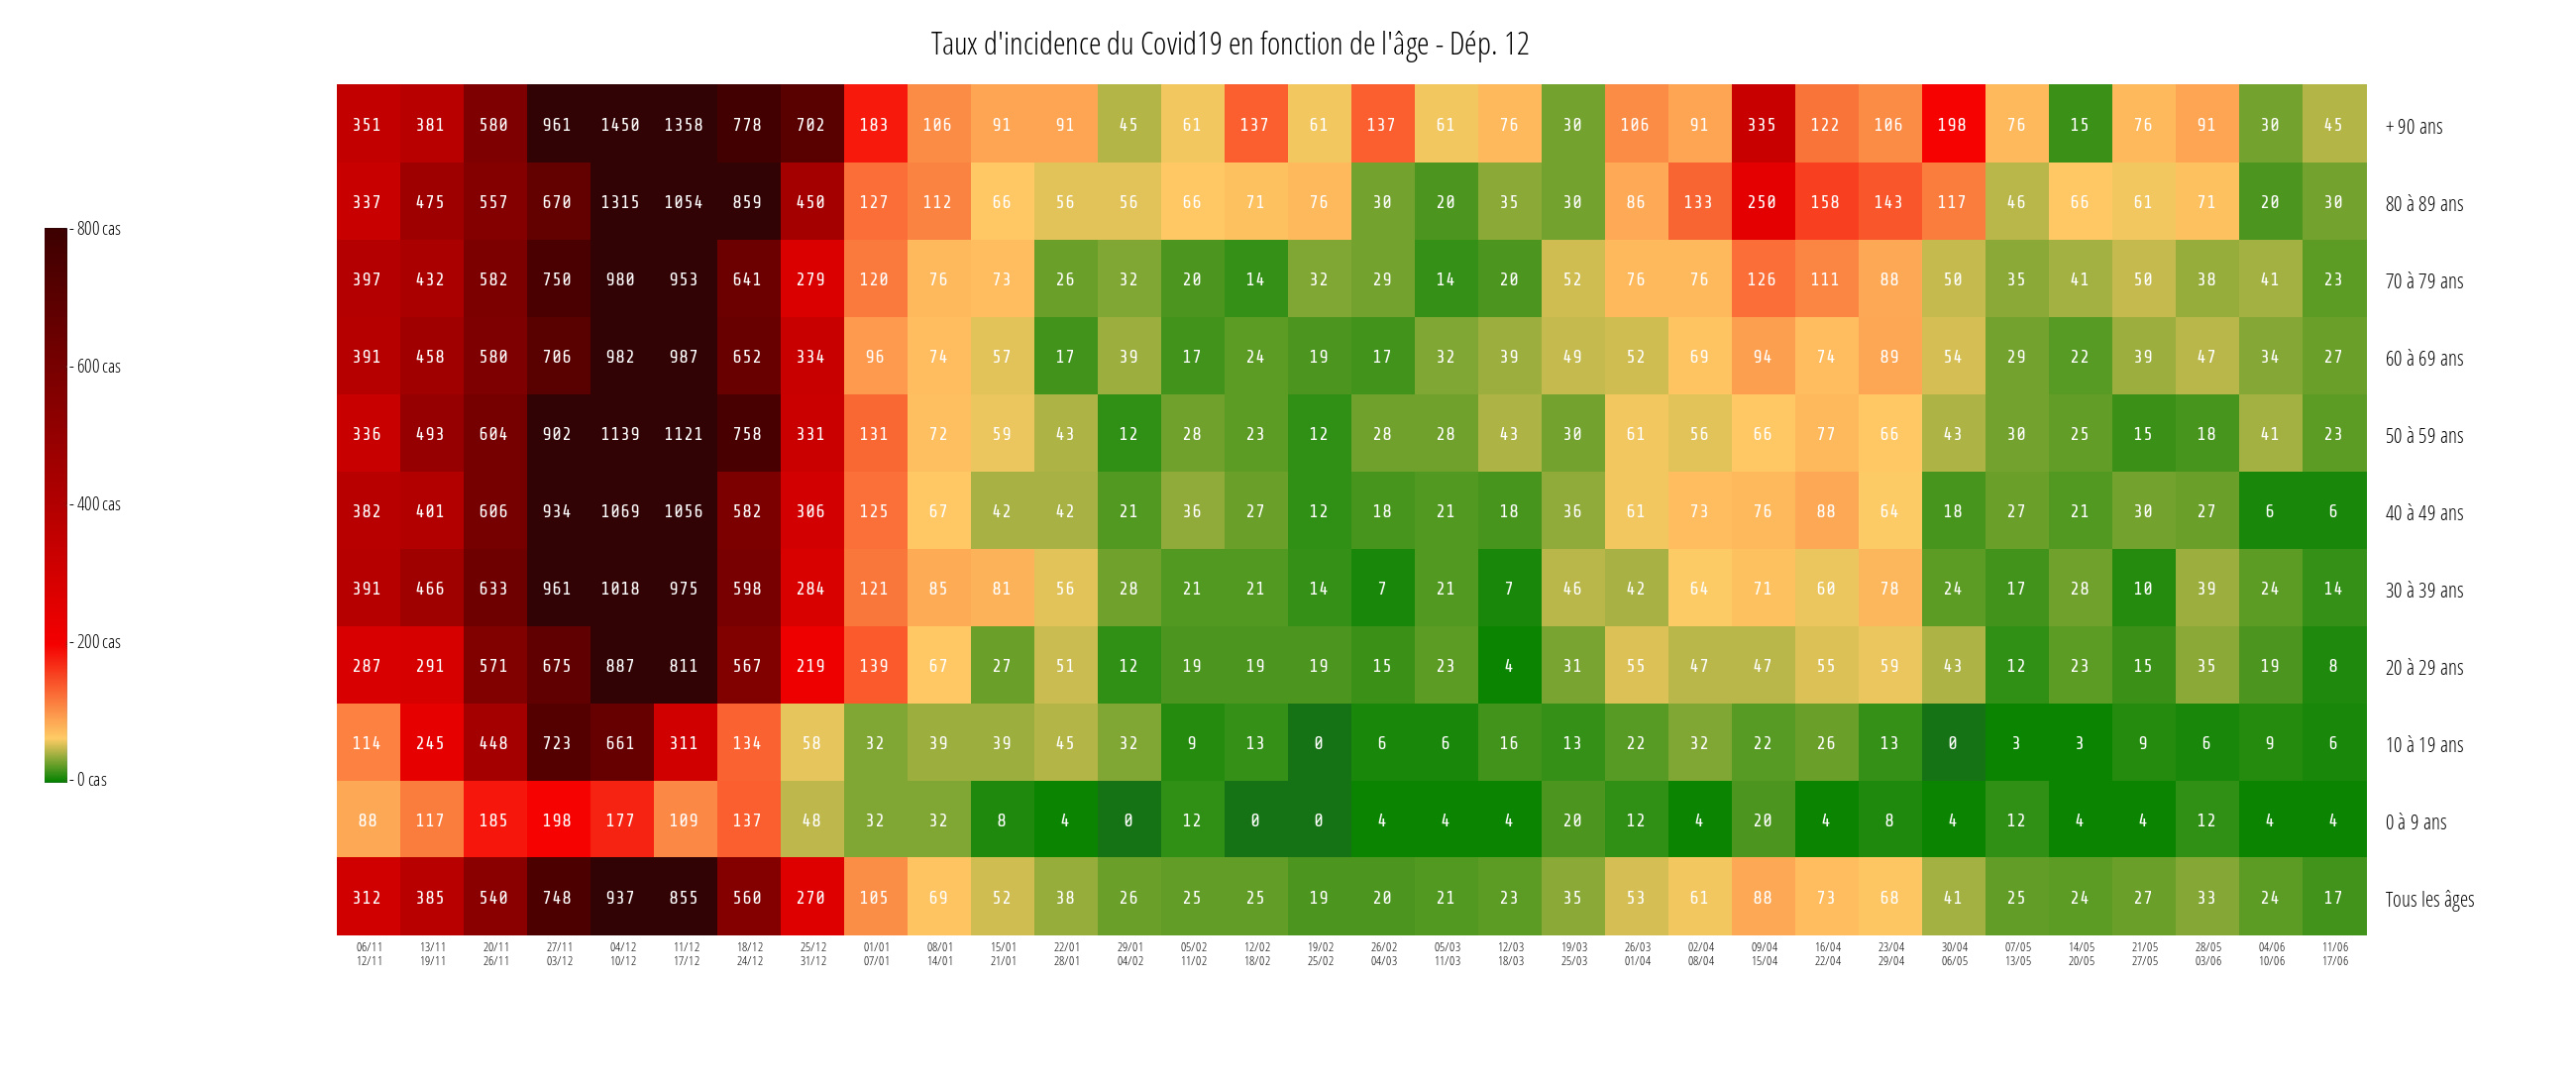 Taux d'incidence du Covid19 en fonction de l'âge - Dép. 12
351 381 580 961 1450 1358 778 702 183 106 91 91 45 61 137 61 137 61 76 30 106 91 335 122 106 198 76 15 76 91 30 45 + 90 ans
337 475 557 670 1315 1054 859 450 127 112 66 56 56 66 71 76 30 20 35 30 86 133 250 158 143 117 46 66 61 71 20 30 80 à 89 ans
- 800 cas
397 432 582 750 980 953 641 279 120 76 73 26 32 20 14 32 29 14 20 52 76 76 126 111 88 50 35 41 50 38 41 23 70 à 79 ans
391 458 580 706 982 987 652 334 96 74 57 17 39 17 24 19 17 32 39 49 52 69 94 74 89 54 29 22 39 47 34 27 60 à 69 ans
- 600 cas
336 493 604 902 1139 1121 758 331 131 72 59 43 12 28 23 12 28 28 43 30 61 56 66 77 66 43 30 25 15 18 41 23 50 à 59 ans
- 400 cas
382 401 606 934 1069 1056 582 306 125 67 42 42 21 36 27 12 18 21 18 36 61 73 76 88 64 18 27 21 30 27 6 6 40 à 49 ans
391 466 633 961 1018 975 598 284 121 85 81 56 28 21 21 14 7 21 7 46 42 64 71 60 78 24 17 28 10 39 24 14 30 à 39 ans
- 200 cas
287 291 571 675 887 811 567 219 139 67 27 51 12 19 19 19 15 23 4 31 55 47 47 55 59 43 12 23 15 35 19 8 20 à 29 ans
114 245 448 723 661 311 134 58 32 39 39 45 32 9 13 0 6 6 16 13 22 32 22 26 13 0 3 3 9 6 9 6 10 à 19 ans
- 0 cas
88 117 185 198 177 109 137 48 32 32 8 4 0 12 0 0 4 4 4 20 12 4 20 4 8 4 12 4 4 12 4 4 0 à 9 ans
312 385 540 748 937 855 560 270 105 69 52 38 26 25 25 19 20 21 23 35 53 61 88 73 68 41 25 24 27 33 24 17 Tous les âges
06/11 13/11 20/11 27/11 04/12 11/12 18/12 25/12 01/01 08/01 15/01 22/01 29/01 05/02 12/02 19/02 26/02 05/03 12/03 19/03 26/03 02/04 09/04 16/04 23/04 30/04 07/05 14/05 21/05 28/05 04/06 11/06
12/11 19/11 26/11 03/12 10/12 17/12 24/12 31/12 07/01 14/01 21/01 28/01 04/02 11/02 18/02 25/02 04/03 11/03 18/03 25/03 01/04 08/04 15/04 22/04 29/04 06/05 13/05 20/05 27/05 03/06 10/06 17/06